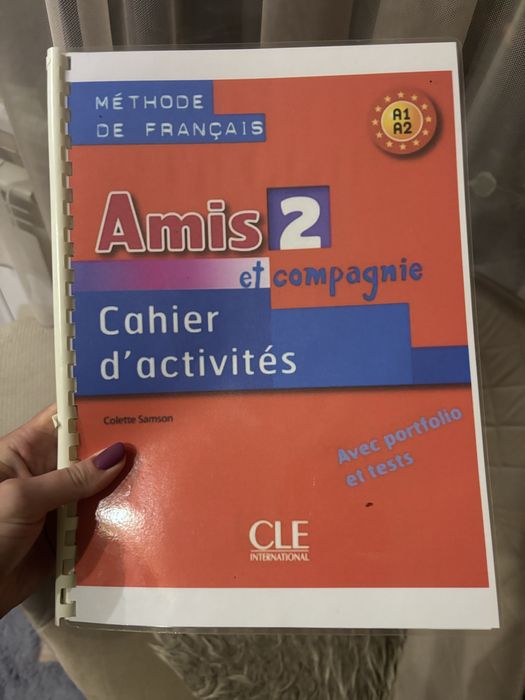 MÉTHODE
DE FRANÇAIS
A1
A2
Amis 2
et compagnie
Cahier
d'activités
Colette Samson
Avec portfolio
et tests
CLE
INTERNATIONAL